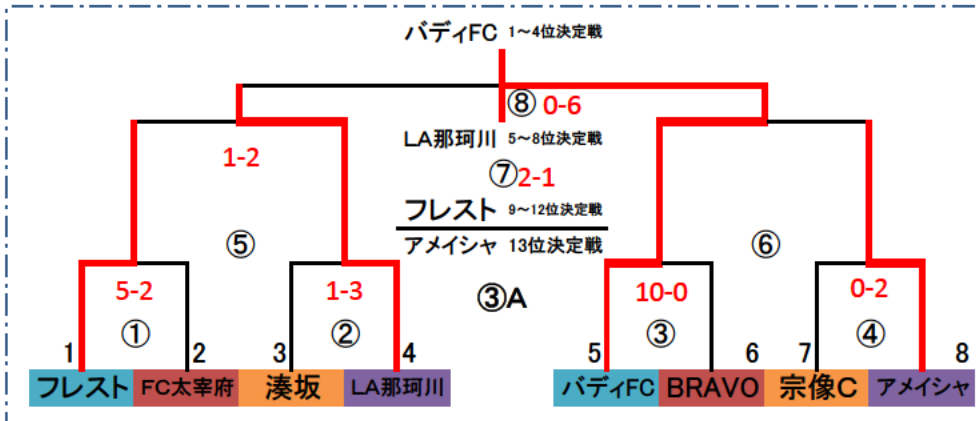 バディFC 1～4位決定戦
⑧ 0-6
LA那珂川 5～8位決定戦
1-2
⑦ 2-1
フレスト 9～12位決定戦
アメイシャ 13位決定戦
⑤
⑥
③A
5-2
1-3
10-0
0-2
①
②
③
④
1 2 3 4 5 6 7 8
フレスト FC太宰府 湊坂 LA那珂川 バディFC BRAVO 宗像C アメイシャ